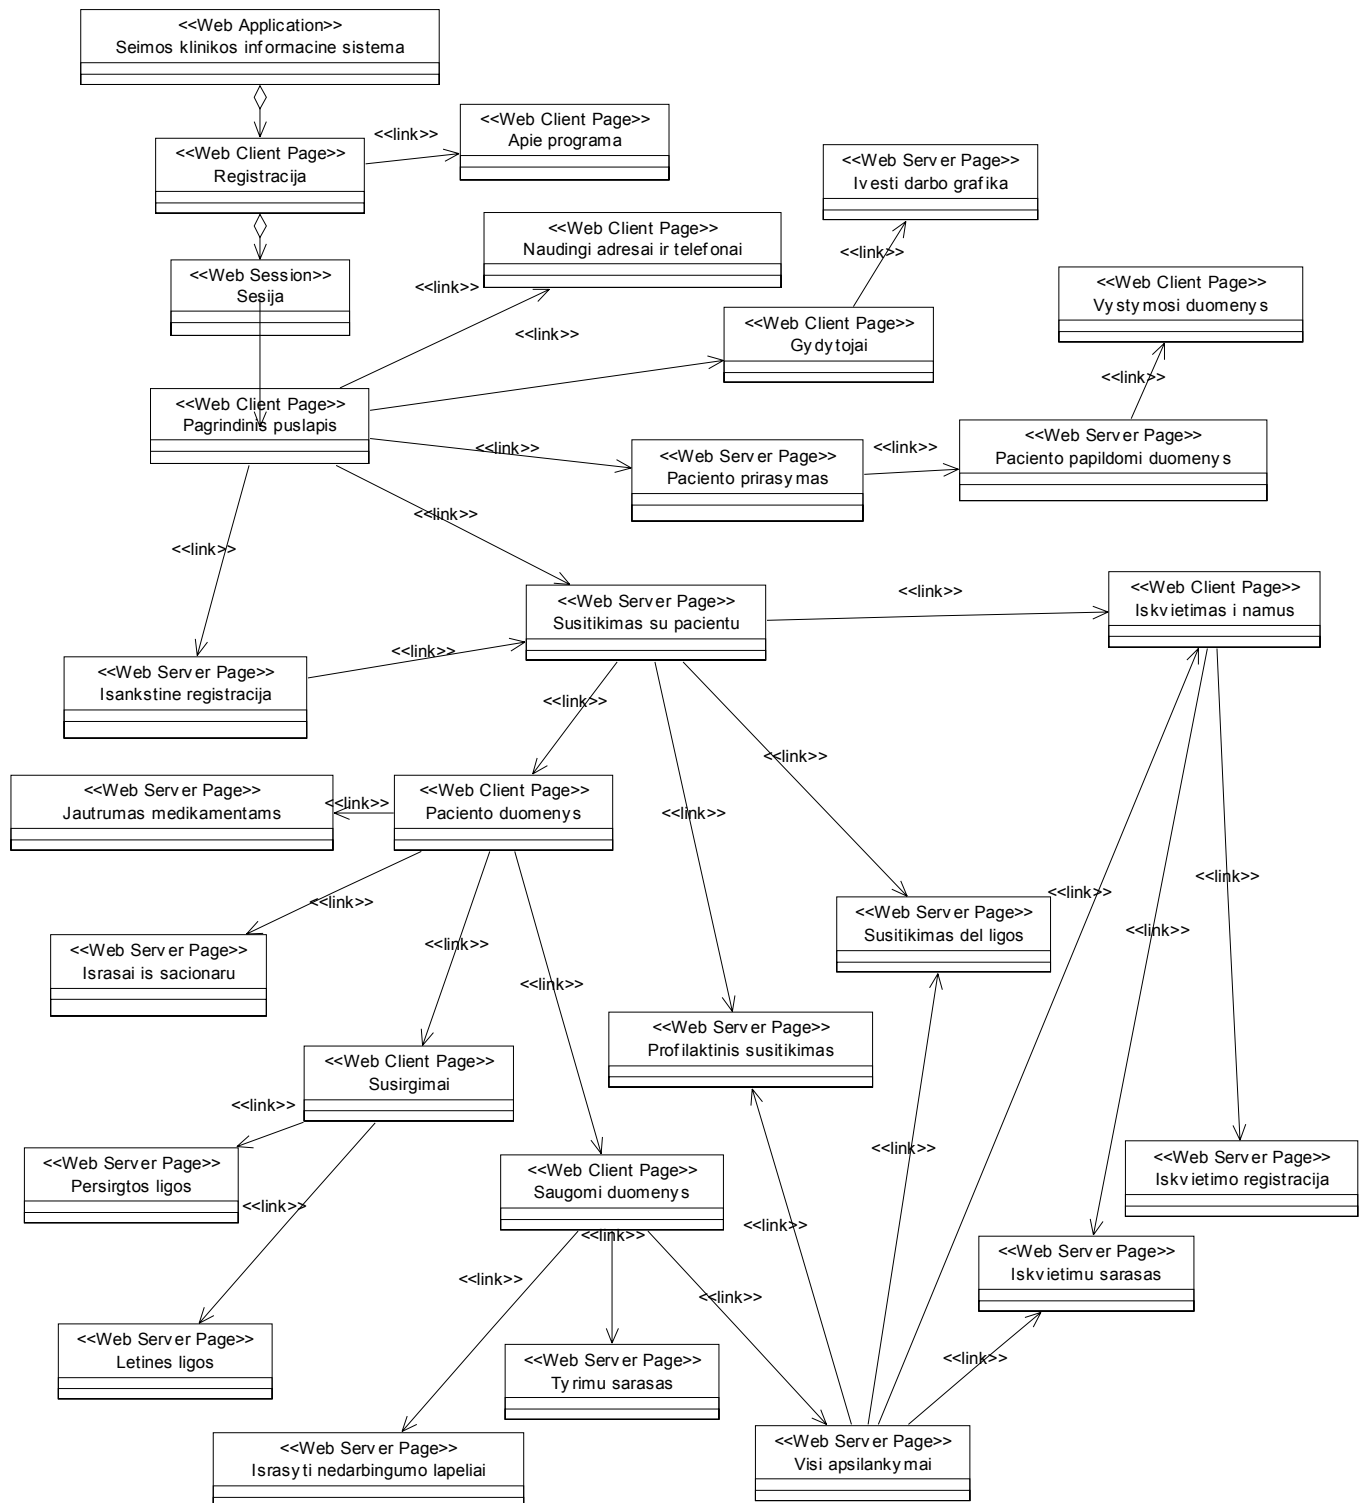 <<Web Application>>
Seimos klinikos informacine sistema
<<Web Client Page>>
Apie programa
<<link>>
<<Web Client Page>>
Registracija
<<Web Server Page>>
Ivesti darbo grafika
<<Web Client Page>>
Naudingi adresai ir telefonai
<<link>>
<<Web Session>>
Sesija
<<link>>
<<Web Client Page>>
Vystymosi duomenys
<<link>>
<<Web Client Page>>
Gydytojai
<<link>>
<<Web Client Page>>
Pagrindinis puslapis
<<link>>
<<link>>
<<Web Server Page>>
Paciento prirasymas
<<link>>
<<Web Server Page>>
Paciento papildomi duomenys
<<link>>
<<link>>
<<Web Server Page>>
Susitikimas su pacientu
<<link>>
<<Web Client Page>>
Iskvietimas i namus
<<Web Server Page>>
Isankstine registracija
<<link>>
<<link>>
<<link>>
<<Web Server Page>>
Jautrumas medikamentams
<<link>>
<<Web Client Page>>
Paciento duomenys
<<link>>
<<link>>
<<link>>
<<link>>
<<Web Server Page>>
Susitikimas del ligos
<<link>>
<<link>>
<<Web Server Page>>
Israsai is sacionaru
<<link>>
<<link>>
<<Web Server Page>>
Profilaktinis susitikimas
<<Web Client Page>>
Susirgimai
<<link>>
<<link>>
<<Web Server Page>>
Persirgtos ligos
<<Web Client Page>>
Saugomi duomenys
<<Web Server Page>>
Iskvietimo registracija
<<link>>
<<link>>
<<link>>
<<Web Server Page>>
Iskvietimu sarasas
<<link>>
<<link>>
<<Web Server Page>>
Letines ligos
<<Web Server Page>>
Tyrimu sarasas
<<link>>
<<Web Server Page>>
Israsyti nedarbingumo lapeliai
<<Web Server Page>>
Visi apsilankymai